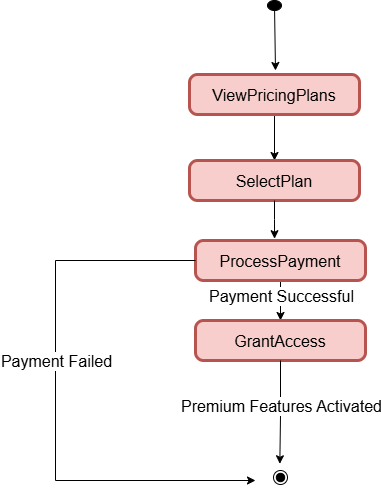 ViewPricingPlans
SelectPlan
ProcessPayment
Payment Successful
GrantAccess
Payment Failed
Premium Features Activated